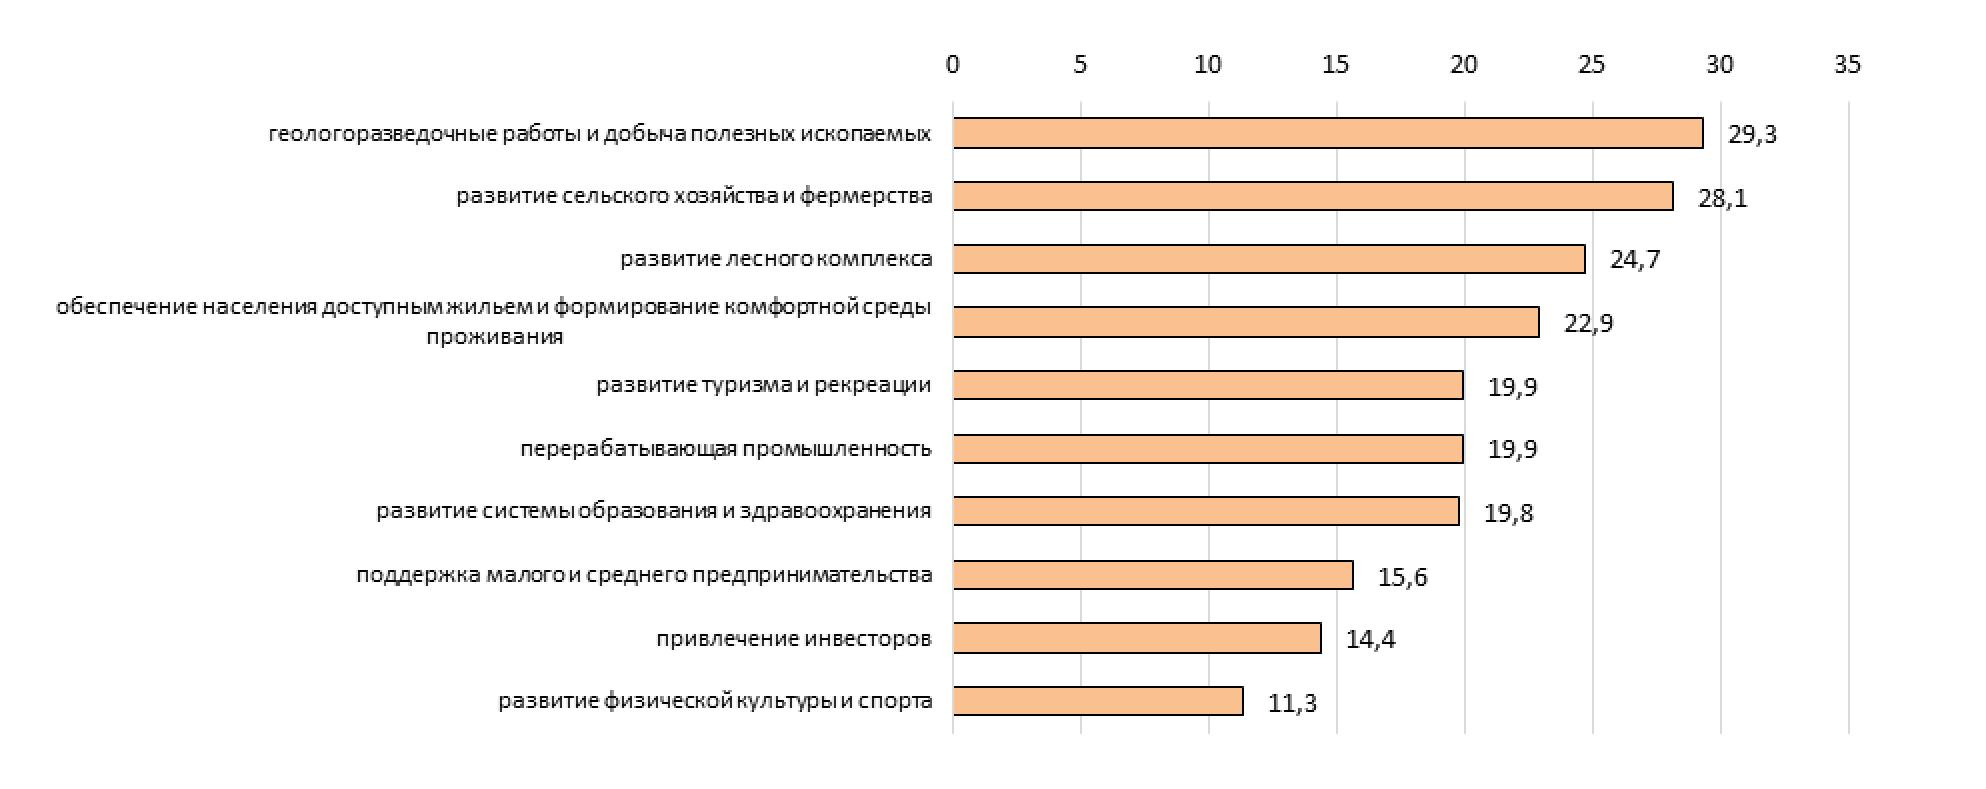 0 5 10 15 20 25 30 35
геологоразведочные работы и добыча полезных ископаемых 29,3
развитие сельского хозяйства и фермерства 28,1
развитие лесного комплекса 24,7
обеспечение населения доступным жильем и формирование комфортной среды
проживания 22,9
развитие туризма и рекреации 19,9
перерабатывающая промышленность 19,9
развитие системы образования и здравоохранения 19,8
поддержка малого и среднего предпринимательства 15,6
привлечение инвесторов 14,4
развитие физической культуры и спорта 11,3